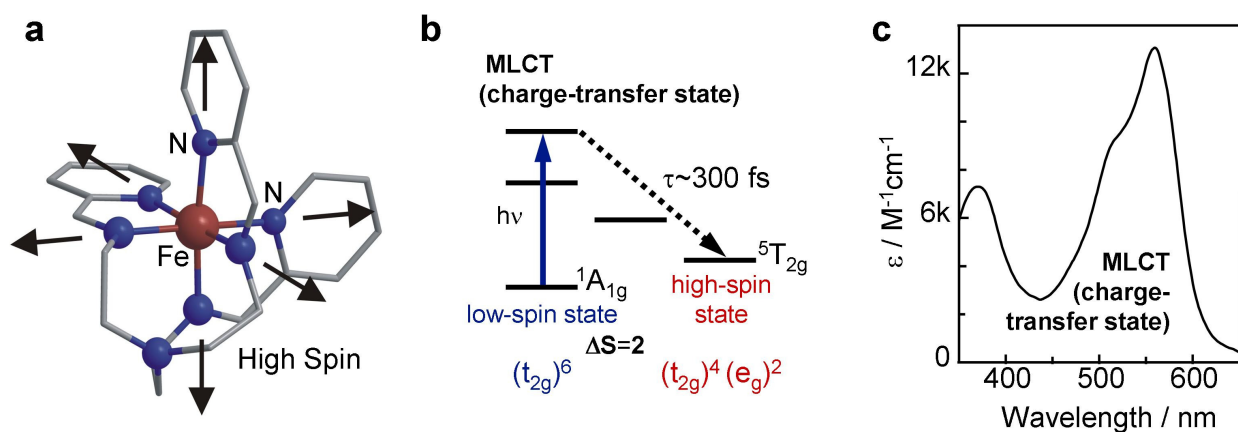 a
N
N
Fe
High Spin
b
MLCT
(charge-transfer state)
τ~300 fs
hν
¹A₁g
⁵T₂g
low-spin state
high-spin
state
ΔS=2
(t₂g)⁶
(t₂g)⁴ (eg)²
c
ε / M⁻¹cm⁻¹
12k
6k
0
MLCT
(charge-
transfer state)
400 500 600
Wavelength / nm